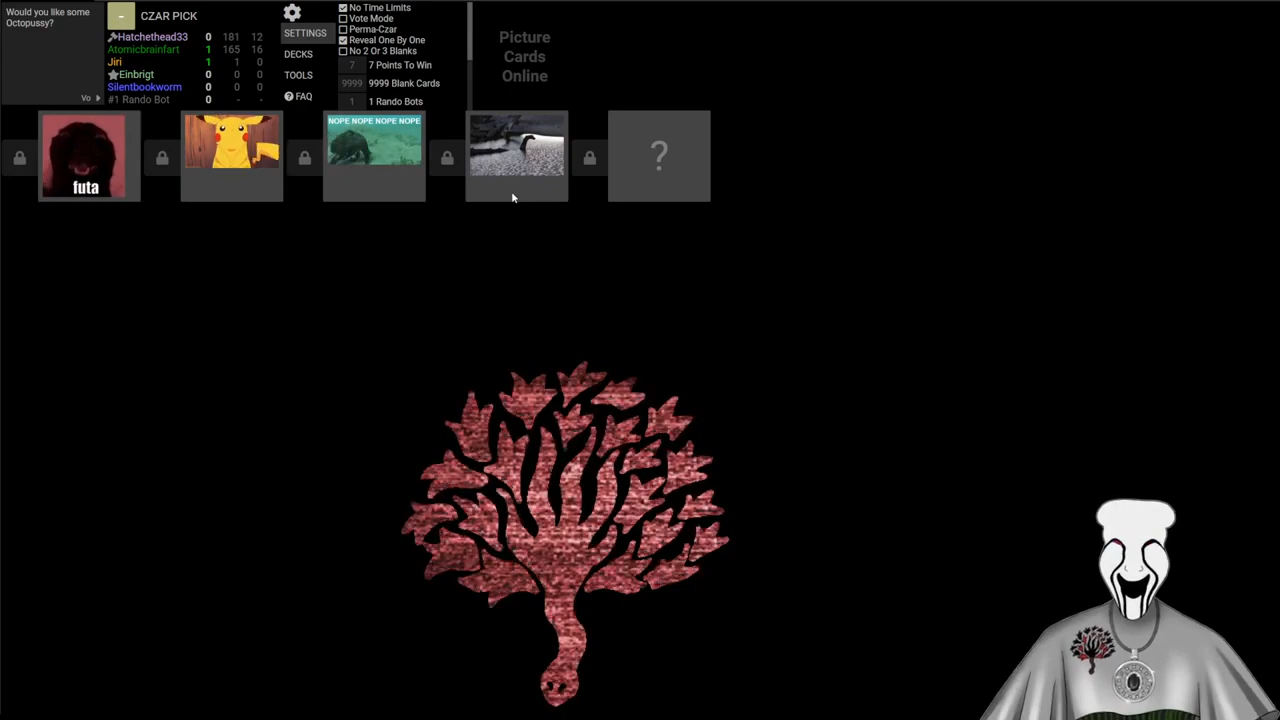 Would you like some
Octopussy?
Vo
-
CZAR PICK
Hatchethead33 0 181 12
Atomicbrainfart 1 165 16
Jiri 1 1 0
Einbrigt 0 0 0
Silentbookworm 0 0 0
#1 Rando Bot 0 - -
SETTINGS
DECKS
TOOLS
? FAQ
No Time Limits
Vote Mode
Perma-Czar
Reveal One By One
No 2 Or 3 Blanks
7 7 Points To Win
9999 9999 Blank Cards
1 1 Rando Bots
Picture
Cards
Online
futa
NOPE NOPE NOPE NOPE
?